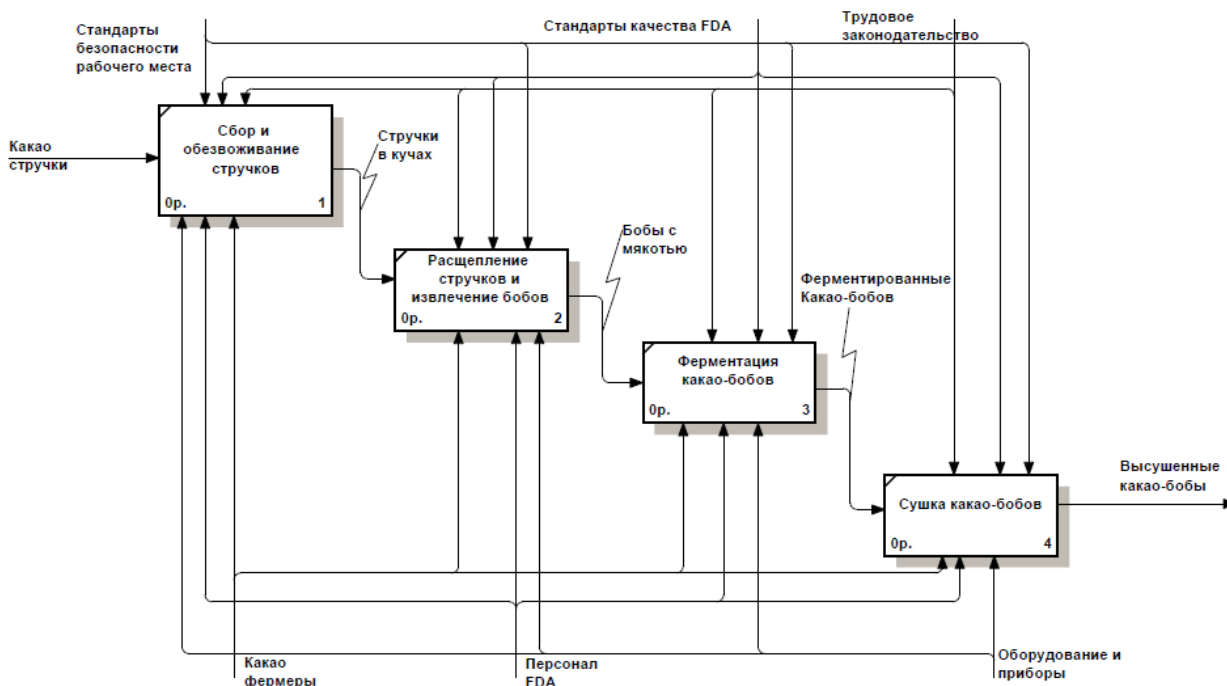 Стандарты
безопасности
рабочего места
Стандарты качества FDA
Трудовое
законодательство
Какао
стручки
Сбор и
обезвоживание
стручков
0р.
1
Стручки
в кучах
Расщепление
стручков и
извлечение бобов
0р.
2
Бобы с
мякотью
Ферментация
какао-бобов
0р.
3
Ферментированные
Какао-бобов
Сушка какао-бобов
0р.
4
Высушенные
какао-бобы
Какао
фермеры
Персонал
FDA
Оборудование и
приборы